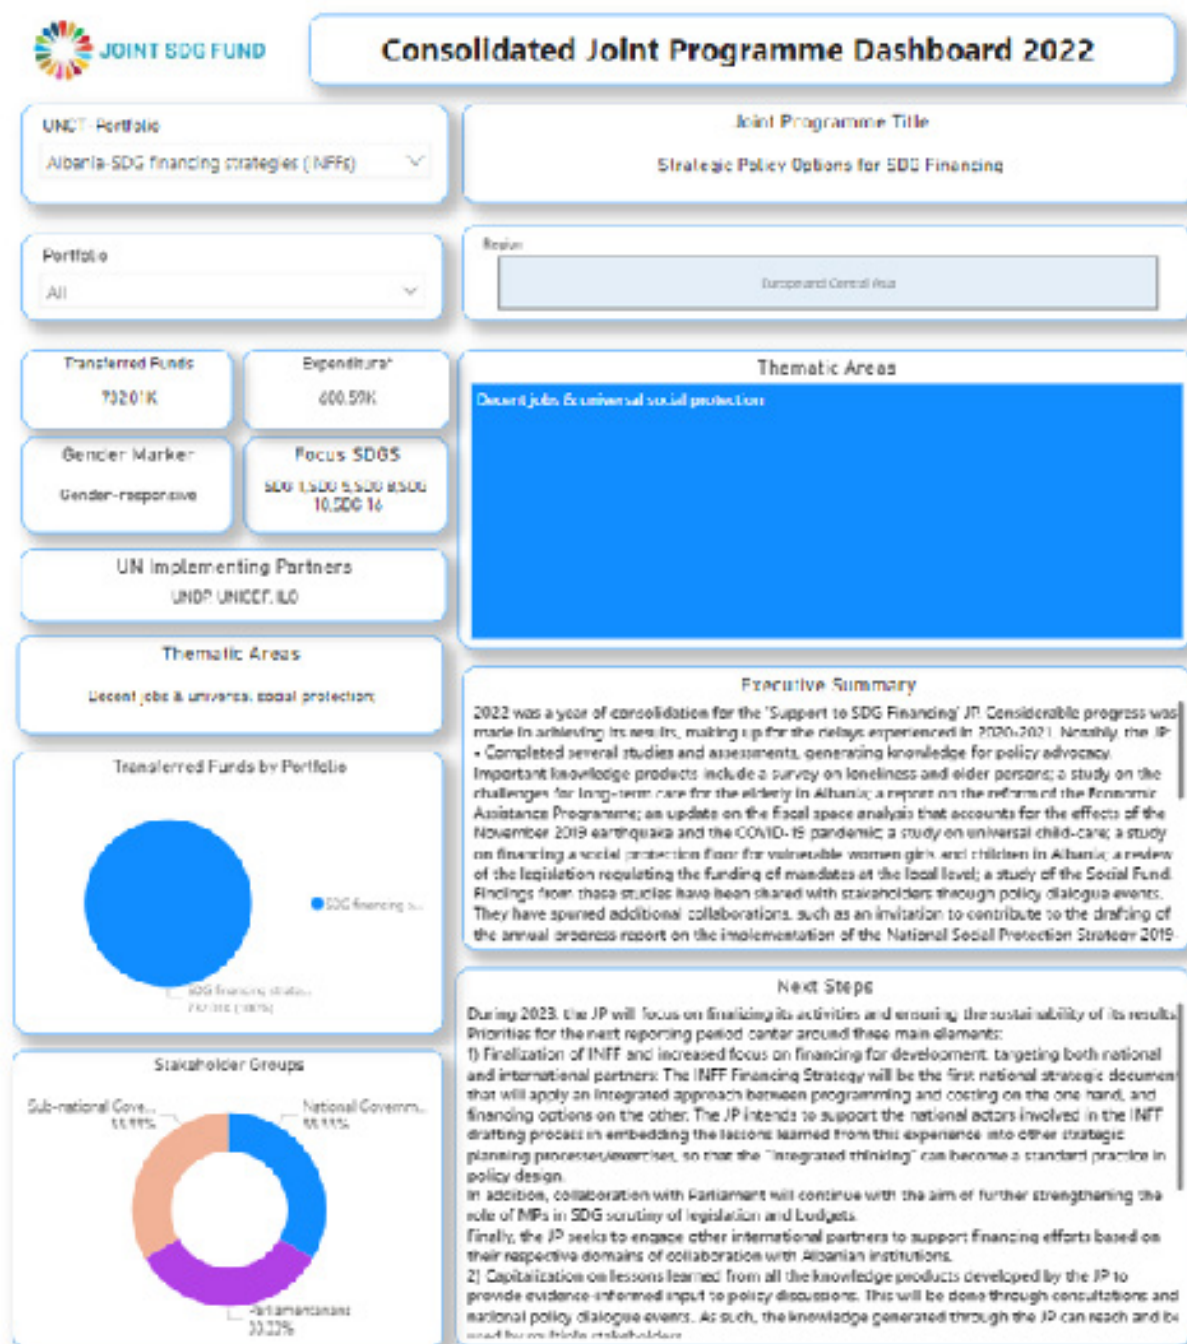 JOINT SDG FUND
Consolidated Joint Programme Dashboard 2022
UNCT-Portfolio
Albania-SDG financing strategies (INFFs)
Joint Programme Title
Strategic Policy Options for SDG Financing
Portfolio
All
Region
Europe and Central Asia
Transferred Funds
Expenditure*
600.59K
Gender Marker
Gender-responsive
Focus SDGS
SDG 1,SDG 5,SDG 8,SDG
10,SDG 16
UN Implementing Partners
UNDP, UNICEF, ILO
Thematic Areas
Decent jobs & universal social protection;
Thematic Areas
Decent jobs & universal social protection
Transferred Funds by Portfolio
SDG financing s...
SDG financing strate...
(100%)
Stakeholder Groups
Sub-national Gove...
National Governm...
Parliamentarians
Executive Summary
2022 was a year of consolidation for the 'Support to SDG Financing' JP. Considerable progress was
made in achieving its results, making up for the delays experienced in 2020-2021. Notably, the JP:
• Completed several studies and assessments, generating knowledge for policy advocacy.
Important knowledge products include a survey on loneliness and older persons; a study on the
challenges for long-term care for the elderly in Albania; a report on the reform of the Economic
Assistance Programme; an update on the fiscal space analysis that accounts for the effects of the
November 2019 earthquake and the COVID-19 pandemic; a study on universal child-care; a study
on financing a social protection floor for vulnerable women girls and children in Albania; a review
of the legislation regulating the funding of mandates at the local level; a study of the Social Fund.
Findings from these studies have been shared with stakeholders through policy dialogue events.
They have spurred additional collaborations, such as an invitation to contribute to the drafting of
the annual progress report on the implementation of the National Social Protection Strategy 2019-
Next Steps
During 2023, the JP will focus on finalizing its activities and ensuring the sustainability of its results.
Priorities for the next reporting period center around three main elements:
1) Finalization of INFF and increased focus on financing for development, targeting both national
and international partners: The INFF Financing Strategy will be the first national strategic document
that will apply an integrated approach between programming and costing on the one hand, and
financing options on the other. The JP intends to support the national actors involved in the INFF
drafting process in embedding the lessons learned from this experience into other strategic
planning processes/exercises, so that the "integrated thinking" can become a standard practice in
policy design.
In addition, collaboration with Parliament will continue with the aim of further strengthening the
role of MPs in SDG scrutiny of legislation and budgets.
Finally, the JP seeks to engage other international partners to support financing efforts based on
their respective domains of collaboration with Albanian institutions.
2) Capitalization on lessons learned from all the knowledge products developed by the JP to
provide evidence-informed input to policy discussions. This will be done through consultations and
national policy dialogue events. As such, the knowledge generated through the JP can reach and be
used by multiple stakeholders